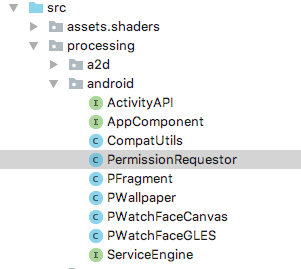 src
assets.shaders
processing
a2d
android
I ActivityAPI
I AppComponent
C CompatUtils
C PermissionRequestor
C PFragment
C PWallpaper
C PWatchFaceCanvas
C PWatchFaceGLES
I ServiceEngine